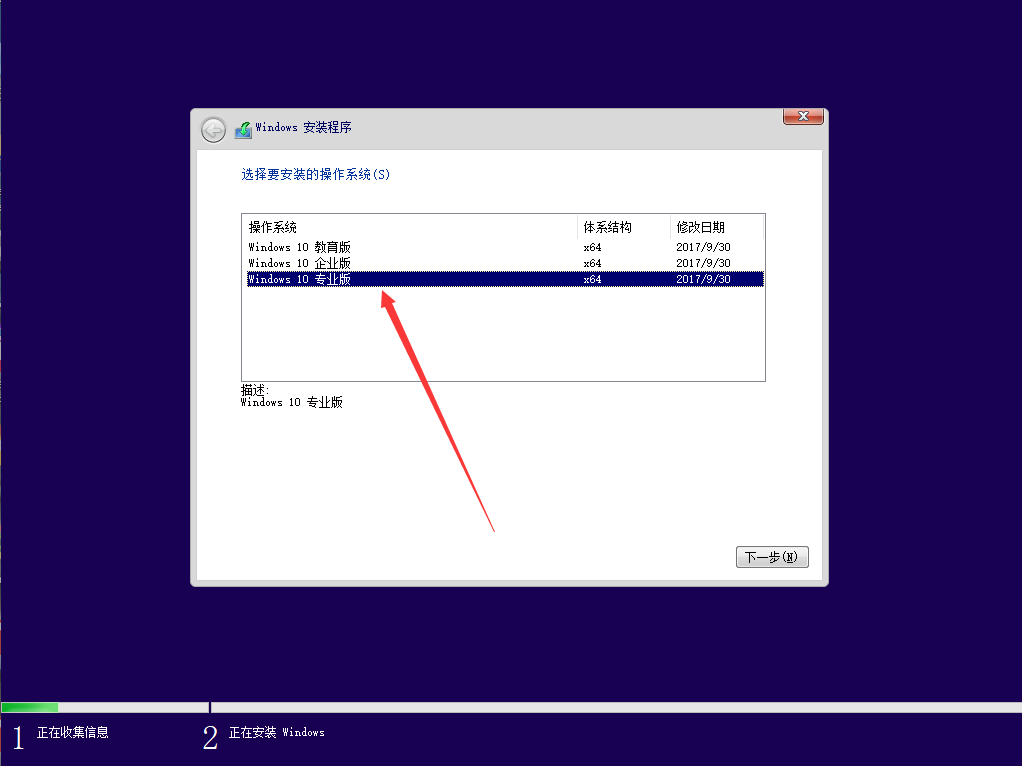 Windows 安装程序
选择要安装的操作系统(S)
操作系统 体系结构 修改日期
Windows 10 教育版 x64 2017/9/30
Windows 10 企业版 x64 2017/9/30
Windows 10 专业版 x64 2017/9/30
描述:
Windows 10 专业版
下一步(N)
1 正在收集信息 2 正在安装 Windows